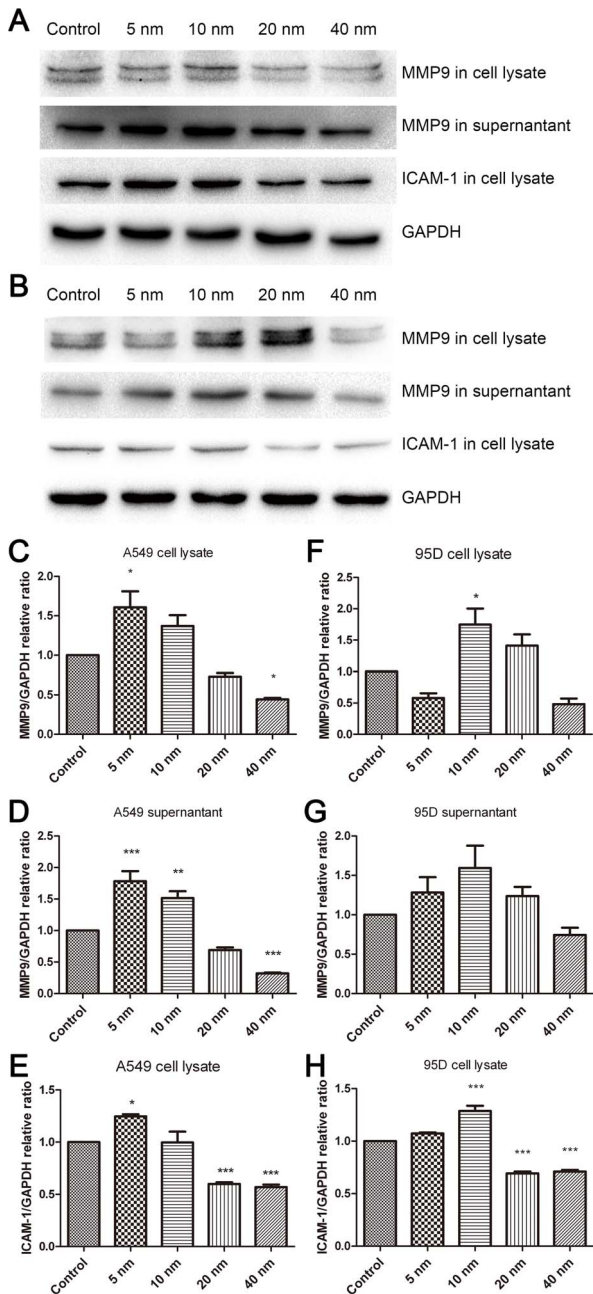 A
Control 5 nm 10 nm 20 nm 40 nm
MMP9 in cell lysate
MMP9 in supernantant
ICAM-1 in cell lysate
GAPDH
B
Control 5 nm 10 nm 20 nm 40 nm
MMP9 in cell lysate
MMP9 in supernantant
ICAM-1 in cell lysate
GAPDH
C
A549 cell lysate
MMP9/GAPDH relative ratio
2.0
1.5
1.0
0.5
0.0
*
*
Control 5 nm 10 nm 20 nm 40 nm
F
95D cell lysate
MMP9/GAPDH relative ratio
2.5
2.0
1.5
1.0
0.5
0.0
*
Control 5 nm 10 nm 20 nm 40 nm
D
A549 supernantant
MMP9/GAPDH relative ratio
2.5
2.0
1.5
1.0
0.5
0.0
***
**
***
Control 5 nm 10 nm 20 nm 40 nm
G
95D supernantant
MMP9/GAPDH relative ratio
2.0
1.5
1.0
0.5
0.0
Control 5 nm 10 nm 20 nm 40 nm
E
A549 cell lysate
ICAM-1/GAPDH relative ratio
1.5
1.0
0.5
0.0
*
***
***
Control 5 nm 10 nm 20 nm 40 nm
H
95D cell lysate
ICAM-1/GAPDH relative ratio
1.5
1.0
0.5
0.0
***
***
***
Control 5 nm 10 nm 20 nm 40 nm